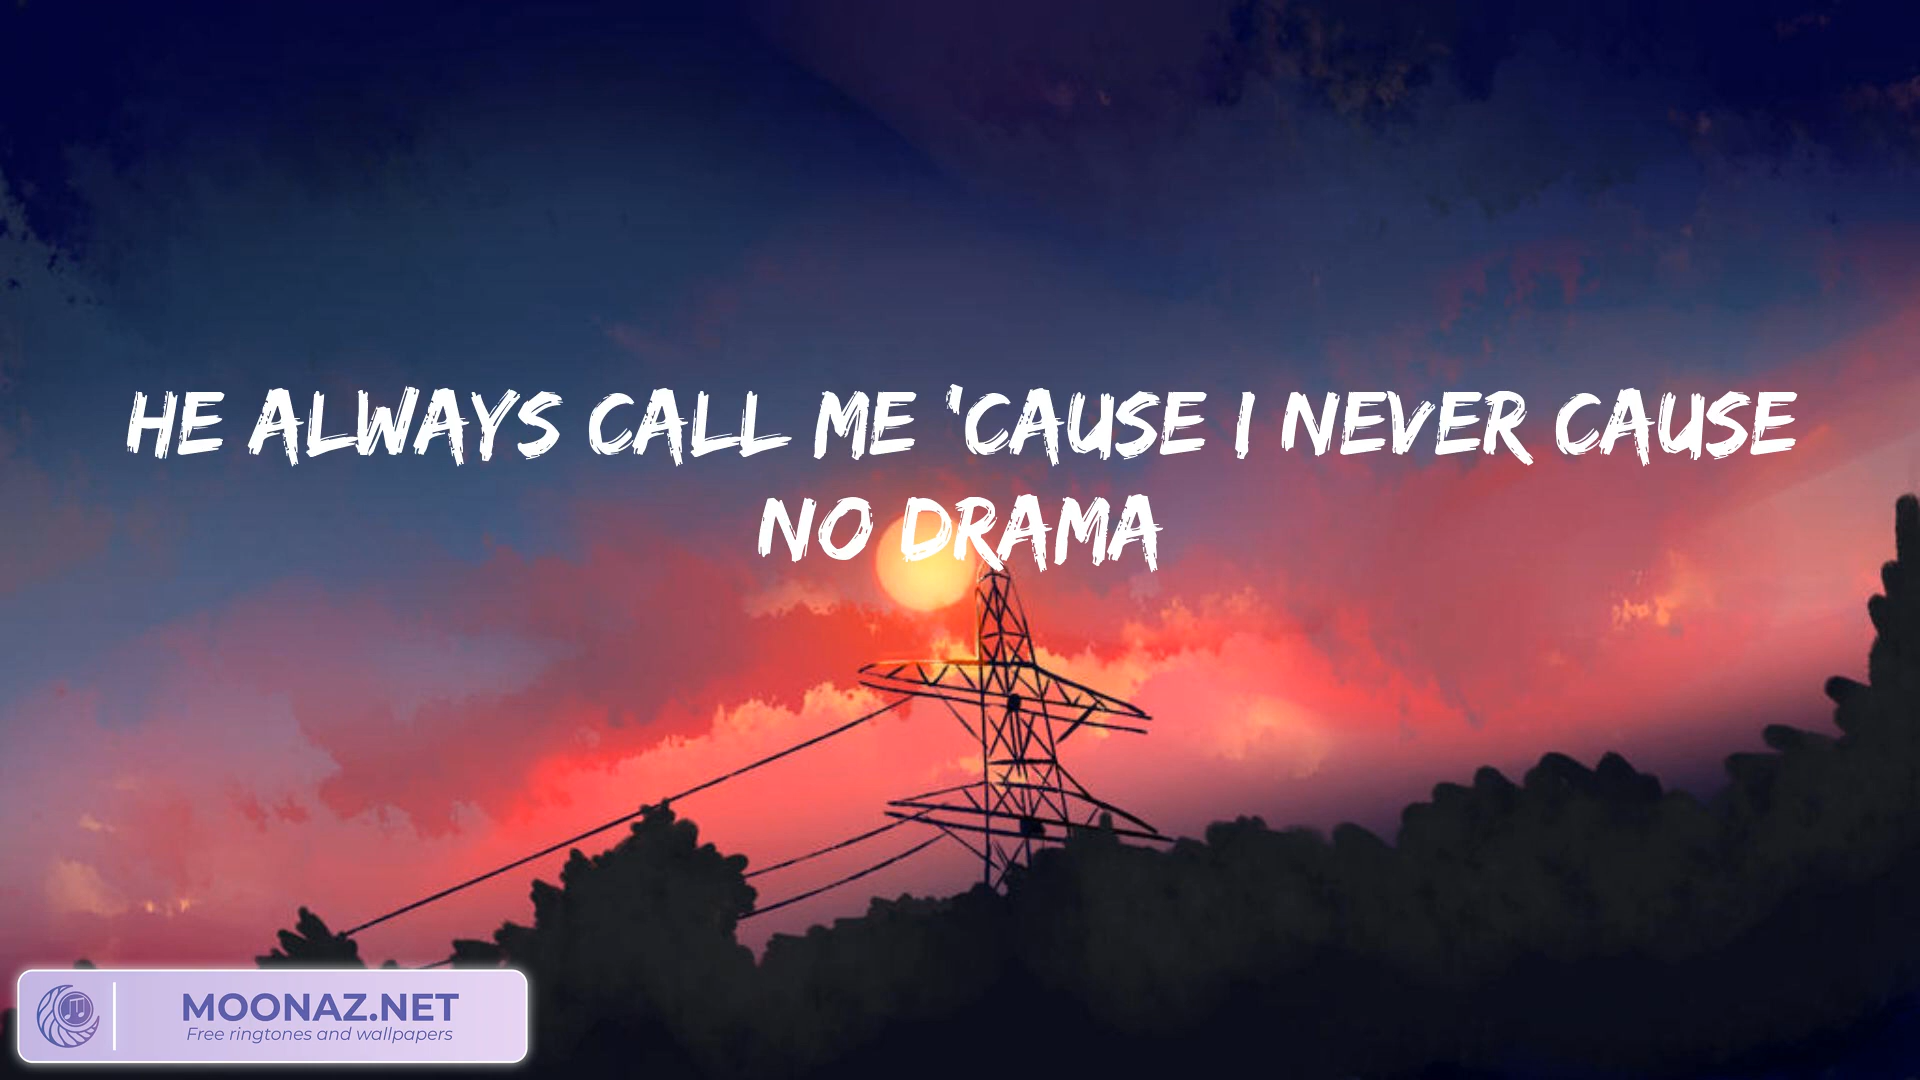 HE ALWAYS CALL ME 'CAUSE I NEVER CAUSE
NO DRAMA
MOONAZ.NET
Free ringtones and wallpapers